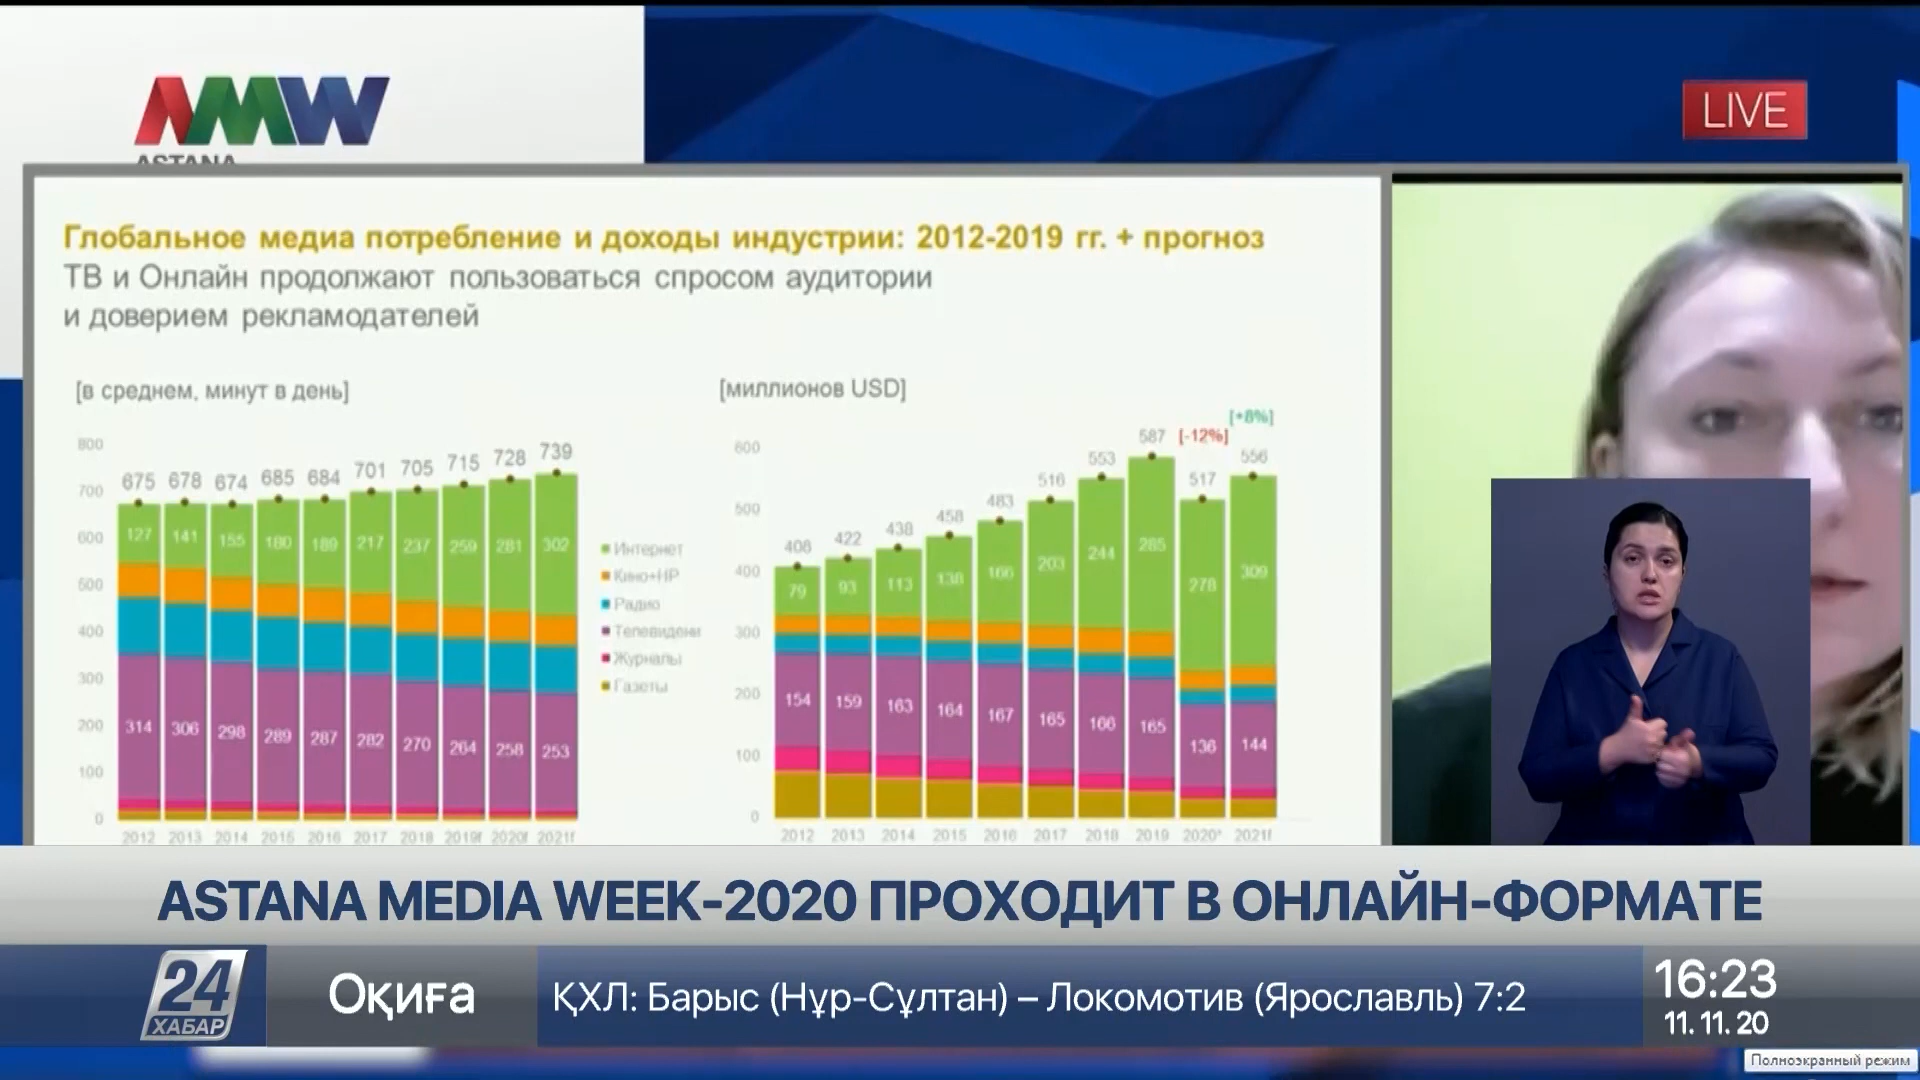 AMW
ASTANA
LIVE
Глобальное медиа потребление и доходы индустрии: 2012-2019 гг. + прогноз
ТВ и Онлайн продолжают пользоваться спросом аудитории
и доверием рекламодателей
[в среднем, минут в день]
800
700
600
500
400
300
200
100
0
675 678 674 685 684 701 705 715 728 739
127 141 155 180 189 217 237 259 281 302
314 306 298 289 287 282 270 264 258 253
2012 2013 2014 2015 2016 2017 2018 2019f 2020f 2021f
Интернет
Кино+НР
Радио
Телевидени
Журналы
Газеты
[миллионов USD]
600
500
400
300
200
100
0
[-12%] [+8%]
408 422 438 458 483 516 553 587 517 556
79 93 113 138 166 203 244 285 278 309
154 159 163 164 167 165 166 165 136 144
2012 2013 2014 2015 2016 2017 2018 2019 2020* 2021f
ASTANA MEDIA WEEK-2020 ПРОХОДИТ В ОНЛАЙН-ФОРМАТЕ
24
ХАБАР
Оқиға
ҚХЛ: Барыс (Нұр-Сұлтан) – Локомотив (Ярославль) 7:2
16:23
11. 11. 20
Полноэкранный режим